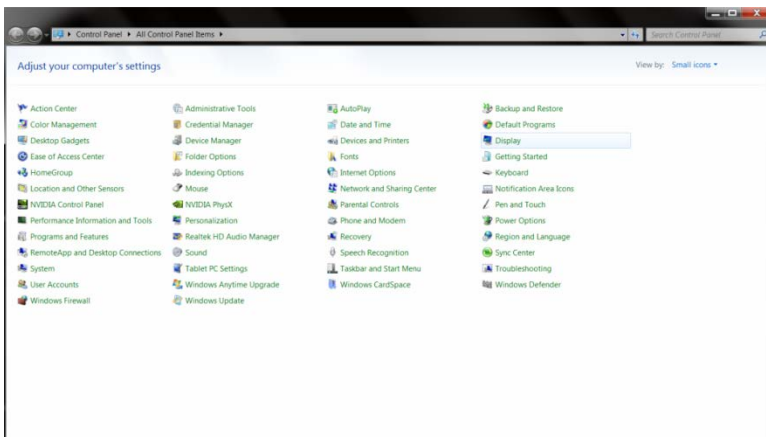 Control Panel ▸ All Control Panel Items ▸ Search Control Panel
Adjust your computer's settings View by: Small icons
Action Center Administrative Tools AutoPlay Backup and Restore
Color Management Credential Manager Date and Time Default Programs
Desktop Gadgets Device Manager Devices and Printers Display
Ease of Access Center Folder Options Fonts Getting Started
HomeGroup Indexing Options Internet Options Keyboard
Location and Other Sensors Mouse Network and Sharing Center Notification Area Icons
NVIDIA Control Panel NVIDIA PhysX Parental Controls Pen and Touch
Performance Information and Tools Personalization Phone and Modem Power Options
Programs and Features Realtek HD Audio Manager Recovery Region and Language
RemoteApp and Desktop Connections Sound Speech Recognition Sync Center
System Tablet PC Settings Taskbar and Start Menu Troubleshooting
User Accounts Windows Anytime Upgrade Windows CardSpace Windows Defender
Windows Firewall Windows Update